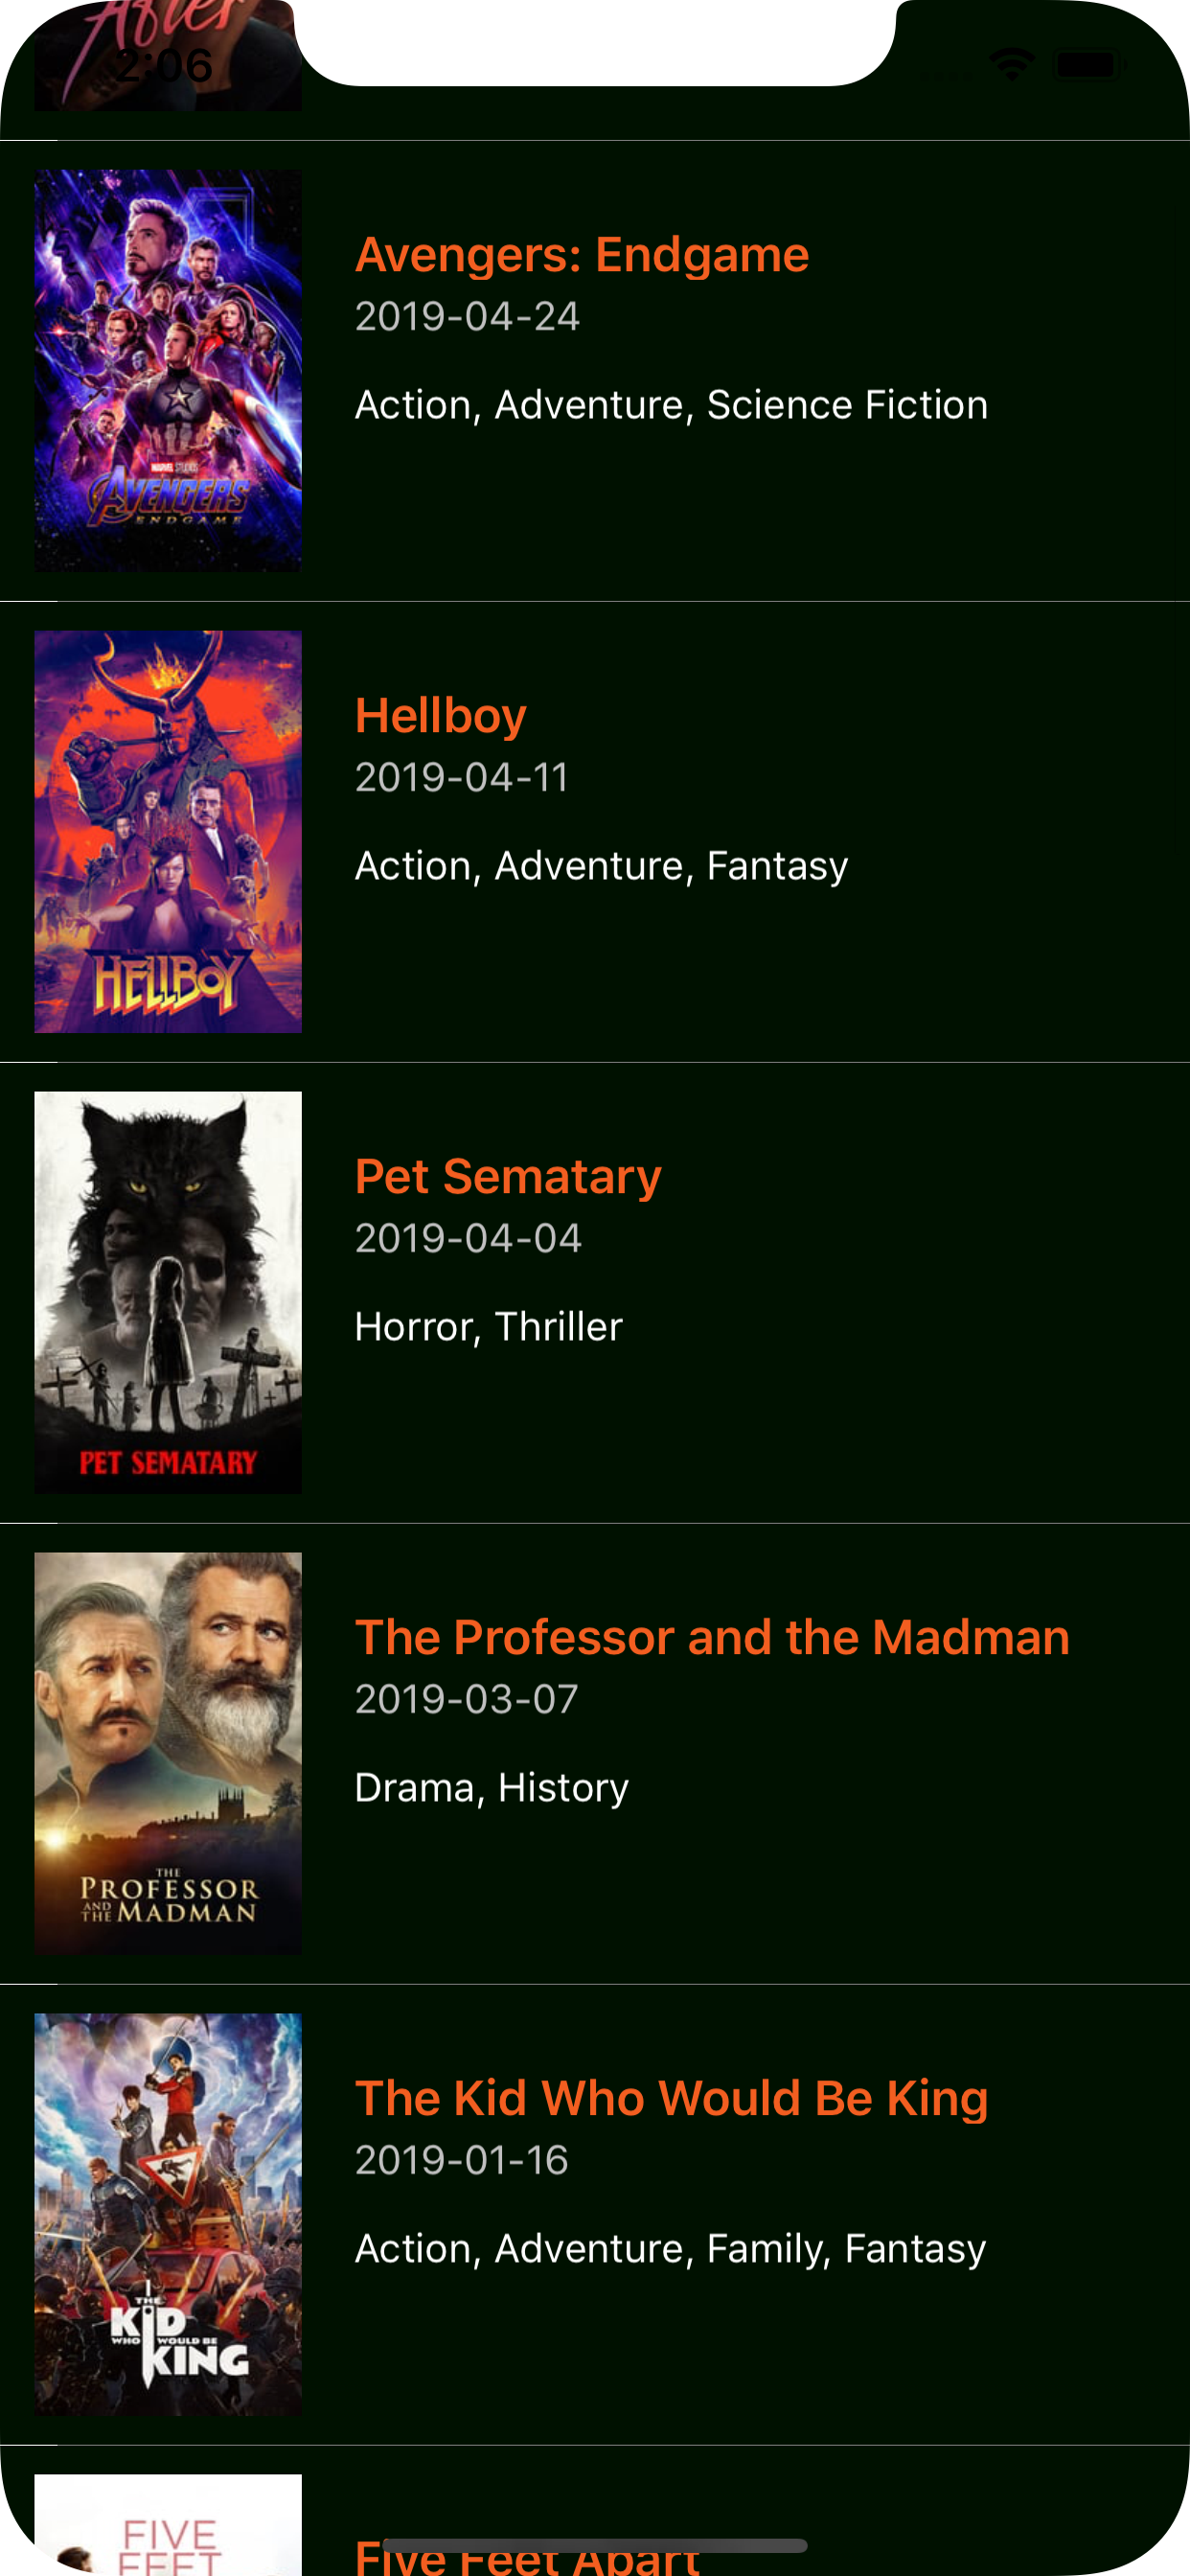 After
2:06
MARVEL STUDIOS
AVENGERS
ENDGAME
Avengers: Endgame
2019-04-24
Action, Adventure, Science Fiction
HELLBOY
Hellboy
2019-04-11
Action, Adventure, Fantasy
PET SEMATARY
Pet Sematary
2019-04-04
Horror, Thriller
THE
PROFESSOR
AND
THE MADMAN
The Professor and the Madman
2019-03-07
Drama, History
THE
KID
WHO WOULD BE
KING
The Kid Who Would Be King
2019-01-16
Action, Adventure, Family, Fantasy
FIVE
FEET
Five Feet Apart